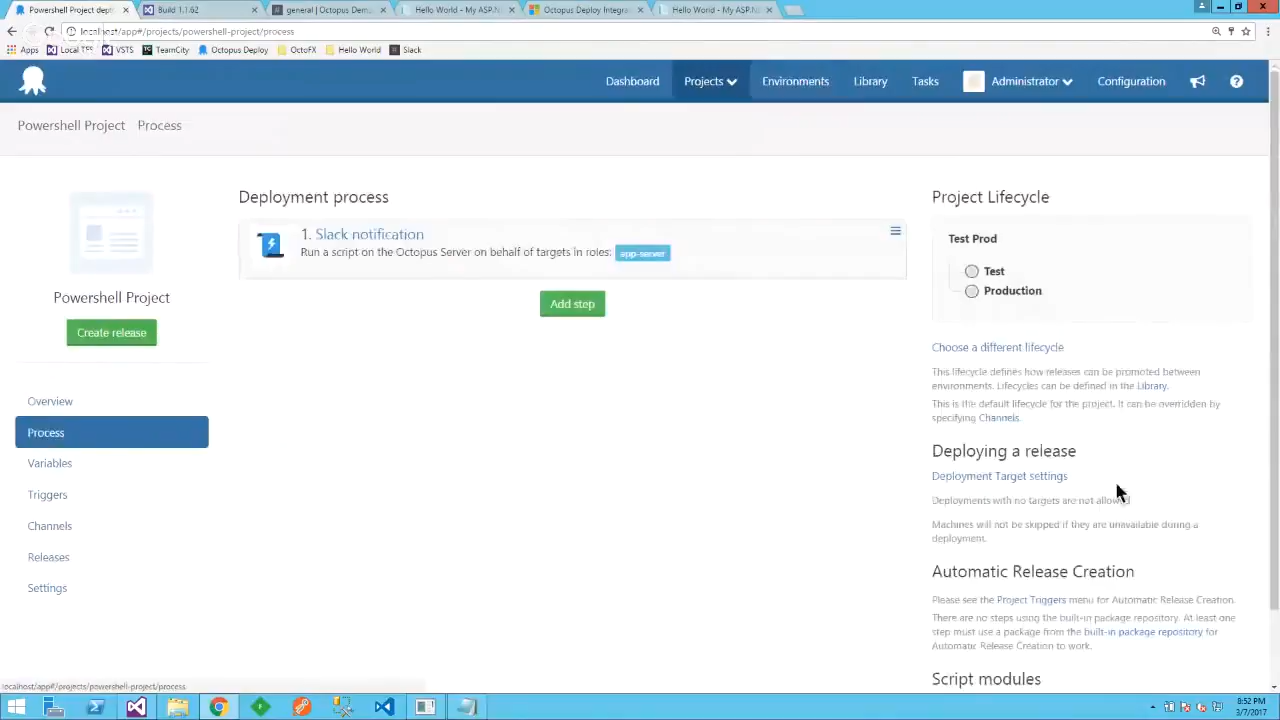 Powershell Project dep
Build 1.1.62
general | Octopus Dem
Hello World - My ASP.N
Octopus Deploy Integra
Hello World - My ASP.N
localhost/app#/projects/powershell-project/process
Apps
Local TFS
VSTS
TeamCity
Octopus Deploy
OctoFX
Hello World
Slack
Dashboard
Projects
Environments
Library
Tasks
Administrator
Configuration
Powershell Project
Process
Powershell Project
Create release
Overview
Process
Variables
Triggers
Channels
Releases
Settings
Deployment process
1. Slack notification
Run a script on the Octopus Server on behalf of targets in roles: app-server
Add step
Project Lifecycle
Test Prod
Test
Production
Choose a different lifecycle
This lifecycle defines how releases can be promoted between
environments. Lifecycles can be defined in the Library.
This is the default lifecycle for the project. It can be overridden by
specifying Channels.
Deploying a release
Deployment Target settings
Deployments with no targets are not allowed
Machines will not be skipped if they are unavailable during a
deployment.
Automatic Release Creation
Please see the Project Triggers menu for Automatic Release Creation.
There are no steps using the built-in package repository. At least one
step must use a package from the built-in package repository for
Automatic Release Creation to work.
Script modules
localhost/app#/projects/powershell-project/process
8:52 PM
3/7/2017